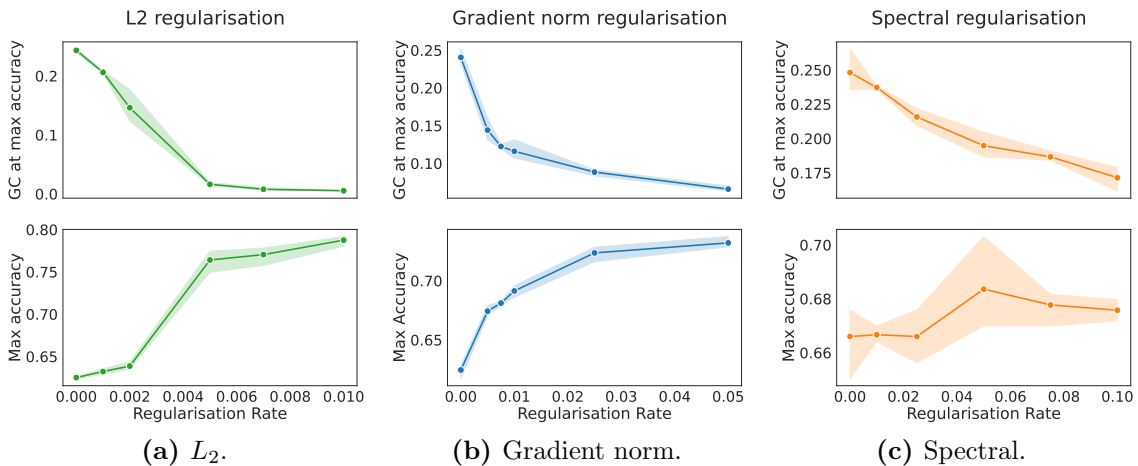 L2 regularisation
GC at max accuracy
0.2
0.1
0.0
Max accuracy
0.80
0.75
0.70
0.65
0.000 0.002 0.004 0.006 0.008 0.010
Regularisation Rate
(a) L2.
Gradient norm regularisation
GC at max accuracy
0.25
0.20
0.15
0.10
Max Accuracy
0.70
0.65
0.00 0.01 0.02 0.03 0.04 0.05
Regularisation Rate
(b) Gradient norm.
Spectral regularisation
GC at max accuracy
0.250
0.225
0.200
0.175
Max accuracy
0.70
0.68
0.66
0.00 0.02 0.04 0.06 0.08 0.10
Regularisation Rate
(c) Spectral.